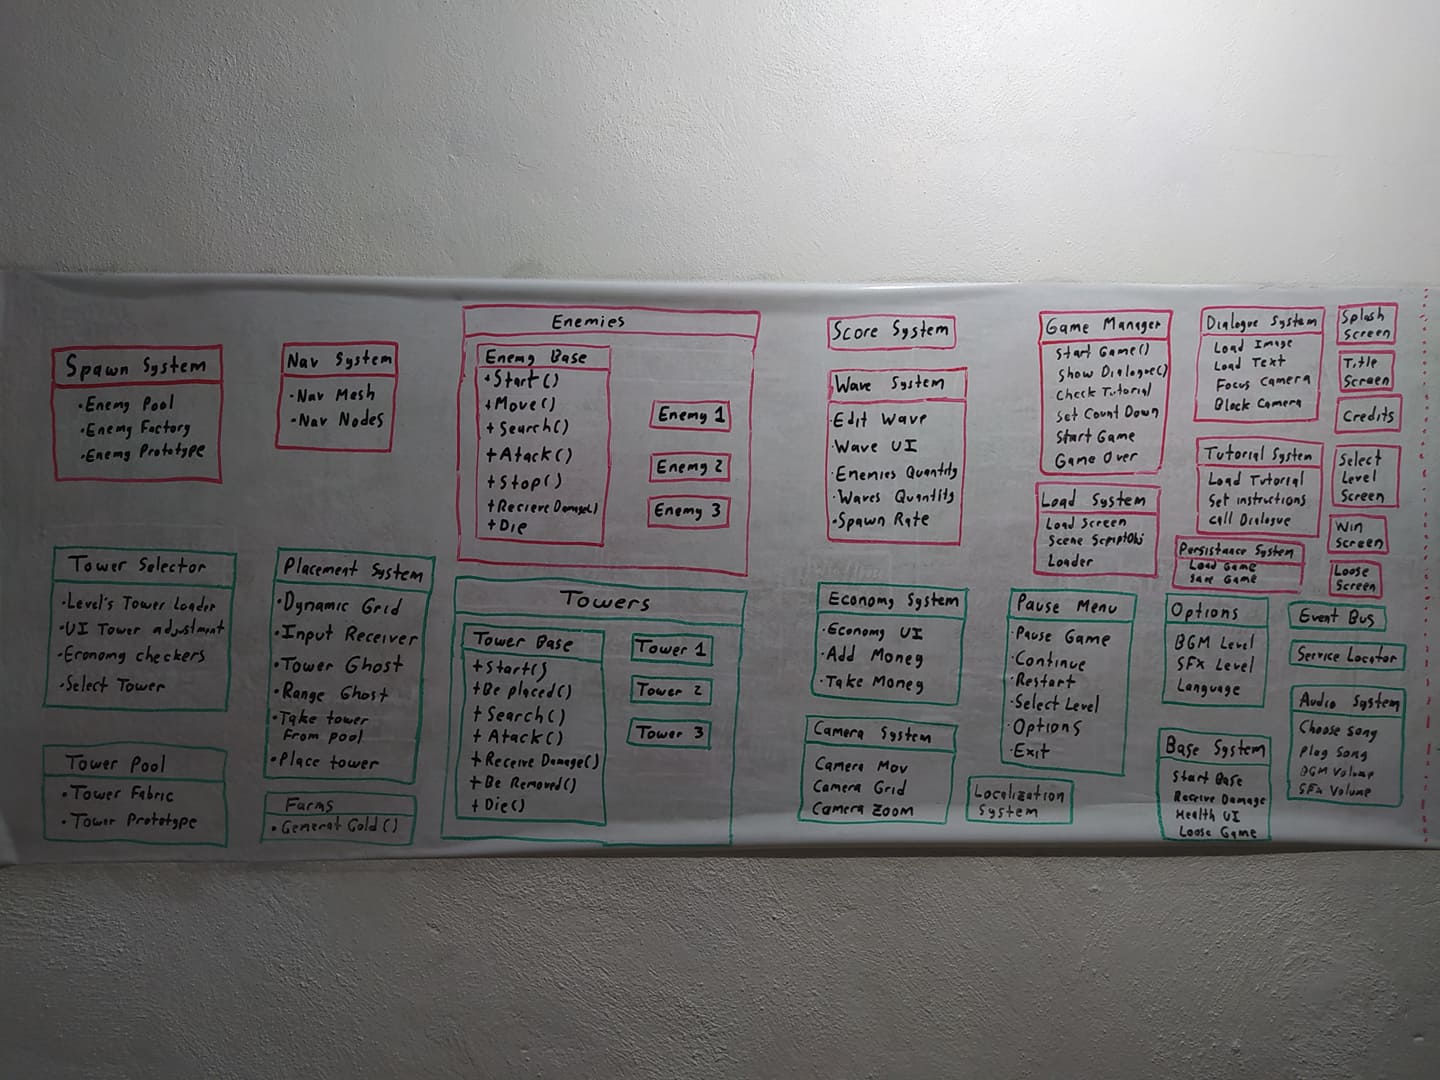 Spawn System
·Enemy Pool
·Enemy Factory
·Enemy Prototype
Nav System
·Nav Mesh
·Nav Nodes
Enemies
Enemy Base
+Start()
+Move()
+Search()
+Atack()
+Stop()
+Recieve Damage()
+Die
Enemy 1
Enemy 2
Enemy 3
Score System
Wave System
·Edit Wave
·Wave UI
·Enemies Quantity
·Waves Quantity
·Spawn Rate
Game Manager
Start Game()
Show Dialogue()
Check Tutorial
Set Count Down
Start Game
Game Over
Load System
Load Screen
Scene ScriptObj
Loader
Dialogue System
Load Image
Load Text
Focus Camera
Block Camera
Tutorial System
Load Tutorial
Set instructions
Call Dialogue
Persistance System
Load Game
Save Game
Splash
Screen
Title
Screen
Credits
Select
Level
Screen
Win
Screen
Loose
Screen
Tower Selector
·Level's Tower Loader
·UI Tower adjustment
·Economy checkers
·Select Tower
Tower Pool
·Tower Fabric
·Tower Prototype
Placement System
·Dynamic Grid
·Input Receiver
·Tower Ghost
·Range Ghost
·Take tower
From pool
·Place tower
Farms
·Generat Gold()
Towers
Tower Base
+Start()
+Be placed()
+Search()
+Atack()
+Receive Damage()
+Be Removed()
+Die()
Tower 1
Tower 2
Tower 3
Economy System
·Economy UI
·Add Money
·Take Money
Camera System
Camera Mov
Camera Grid
Camera Zoom
Pause Menu
·Pause Game
·Continue
·Restart
·Select Level
·Options
·Exit
Localization
System
Options
BGM Level
SFX Level
Language
Base System
Start Base
Receive Damage
Health UI
Loose Game
Event Bus
Service Locator
Audio System
Choose Song
Play Song
BGM Volume
SFX Volume